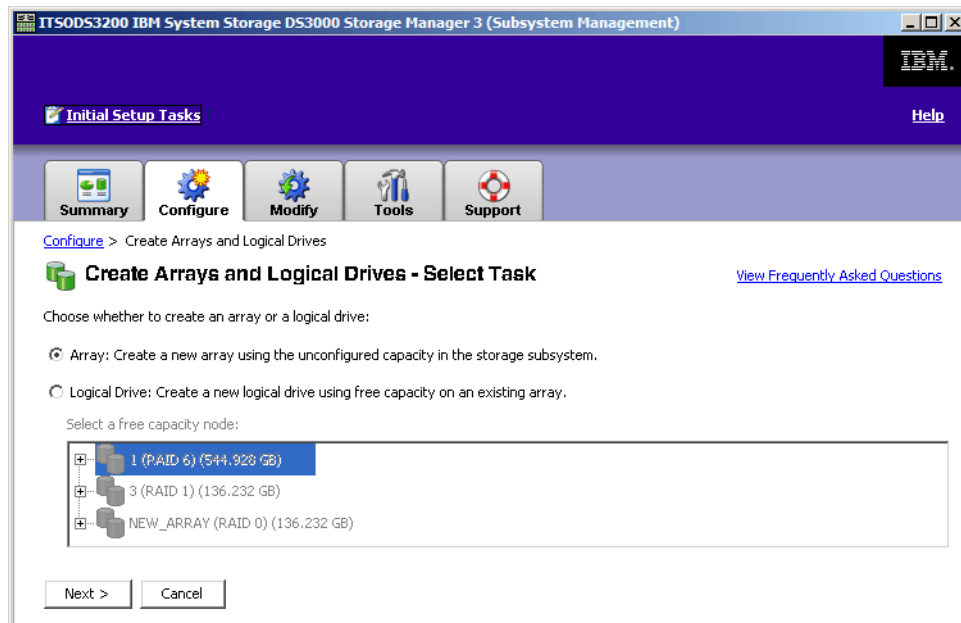 ITSODS3200 IBM System Storage DS3000 Storage Manager 3 (Subsystem Management)
IBM.
Initial Setup Tasks
Help
Summary
Configure
Modify
Tools
Support
Configure > Create Arrays and Logical Drives
Create Arrays and Logical Drives - Select Task
View Frequently Asked Questions
Choose whether to create an array or a logical drive:
Array: Create a new array using the unconfigured capacity in the storage subsystem.
Logical Drive: Create a new logical drive using free capacity on an existing array.
Select a free capacity node:
1 (RAID 6) (544.928 GB)
3 (RAID 1) (136.232 GB)
NEW_ARRAY (RAID 0) (136.232 GB)
Next >
Cancel